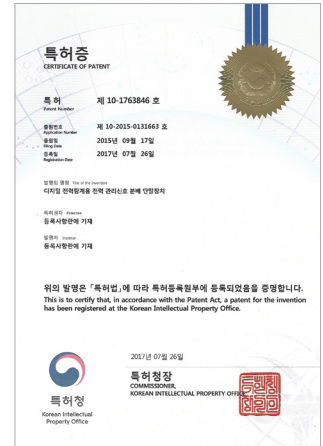 특허증
CERTIFICATE OF PATENT
특 허 제 10-1763846 호
Patent Number
출원번호 제 10-2015-0131663 호
Application Number
출원일 2015년 09월 17일
Filing Date
등록일 2017년 07월 26일
Registration Date
발명의 명칭 Title of the Invention
디지털 전력망계용 전력 관리신호 분배 단말장치
특허권자 Patentee
등록사항란에 기재
발명자 Inventor
등록사항란에 기재
위의 발명은 「특허법」에 따라 특허등록원부에 등록되었음을 증명합니다.
This is to certify that, in accordance with the Patent Act, a patent for the invention
has been registered at the Korean Intellectual Property Office.
2017년 07월 26일
특허청장
COMMISSIONER,
KOREAN INTELLECTUAL PROPERTY OFFICE
특허청
Korean Intellectual
Property Office